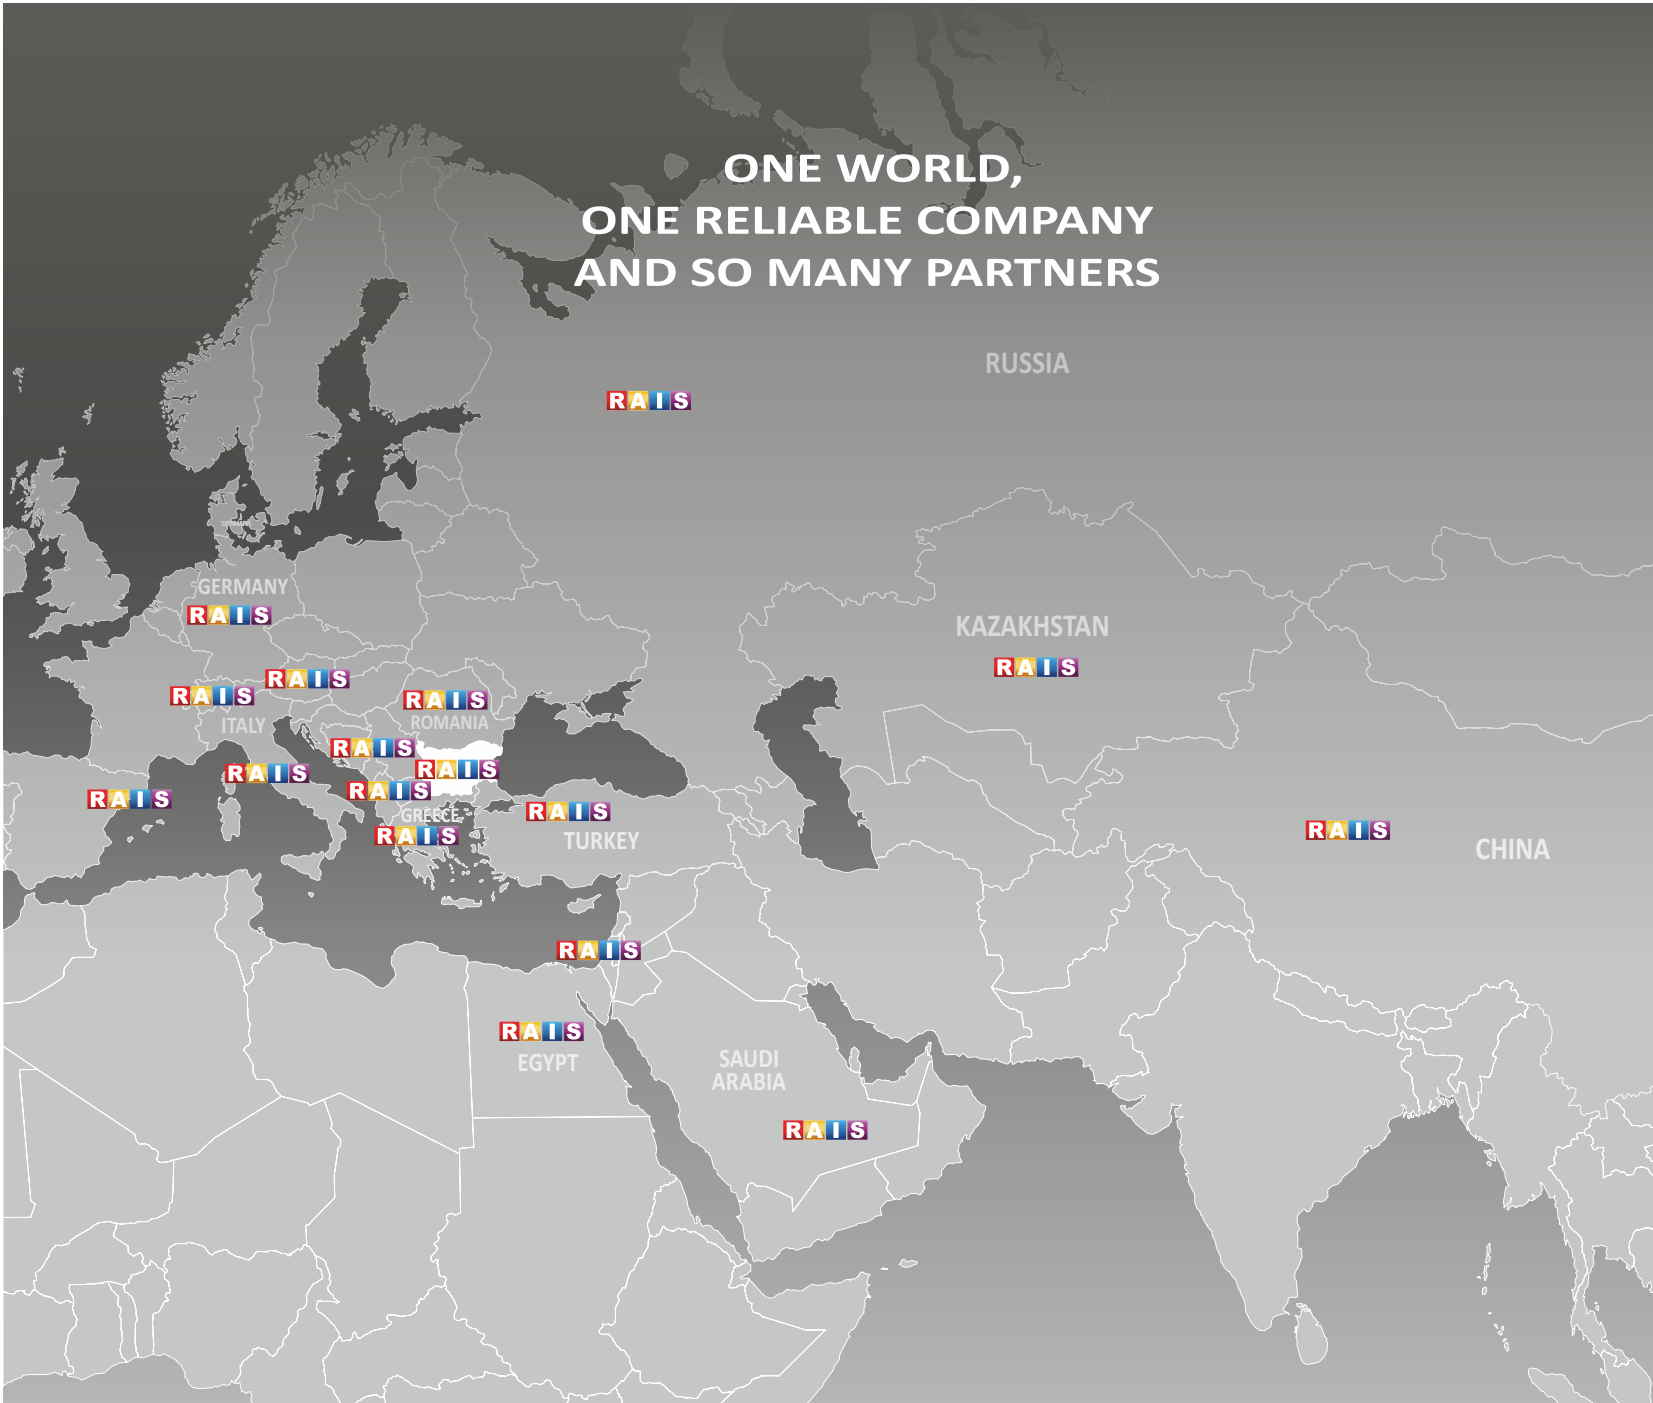 ONE WORLD,
ONE RELIABLE COMPANY
AND SO MANY PARTNERS
RUSSIA
RAIS
DENMARK
GERMANY
RAIS
KAZAKHSTAN
RAIS
RAIS
RAIS
RAIS
ROMANIA
ITALY
RAIS
RAIS
RAIS
RAIS
RAIS
GREECE
RAIS
RAIS
TURKEY
RAIS
CHINA
RAIS
RAIS
EGYPT
SAUDI
ARABIA
RAIS